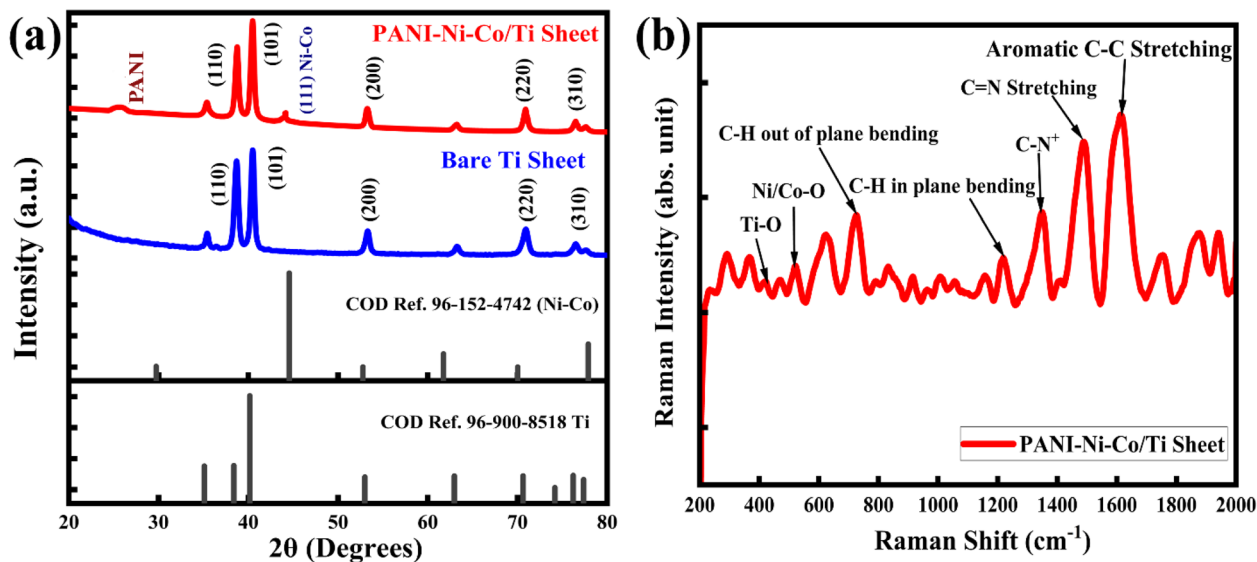 (a)
PANI-Ni-Co/Ti Sheet
PANI
(110)
(101)
(111) Ni-Co
(200)
(220)
(310)
Bare Ti Sheet
(110)
(101)
(200)
(220)
(310)
COD Ref. 96-152-4742 (Ni-Co)
COD Ref. 96-900-8518 Ti
Intensity (a.u.)
20 30 40 50 60 70 80
2θ (Degrees)
(b)
Aromatic C-C Stretching
C=N Stretching
C-N⁺
C-H out of plane bending
C-H in plane bending
Ni/Co-O
Ti-O
PANI-Ni-Co/Ti Sheet
Raman Intensity (abs. unit)
200 400 600 800 1000 1200 1400 1600 1800 2000
Raman Shift (cm⁻¹)